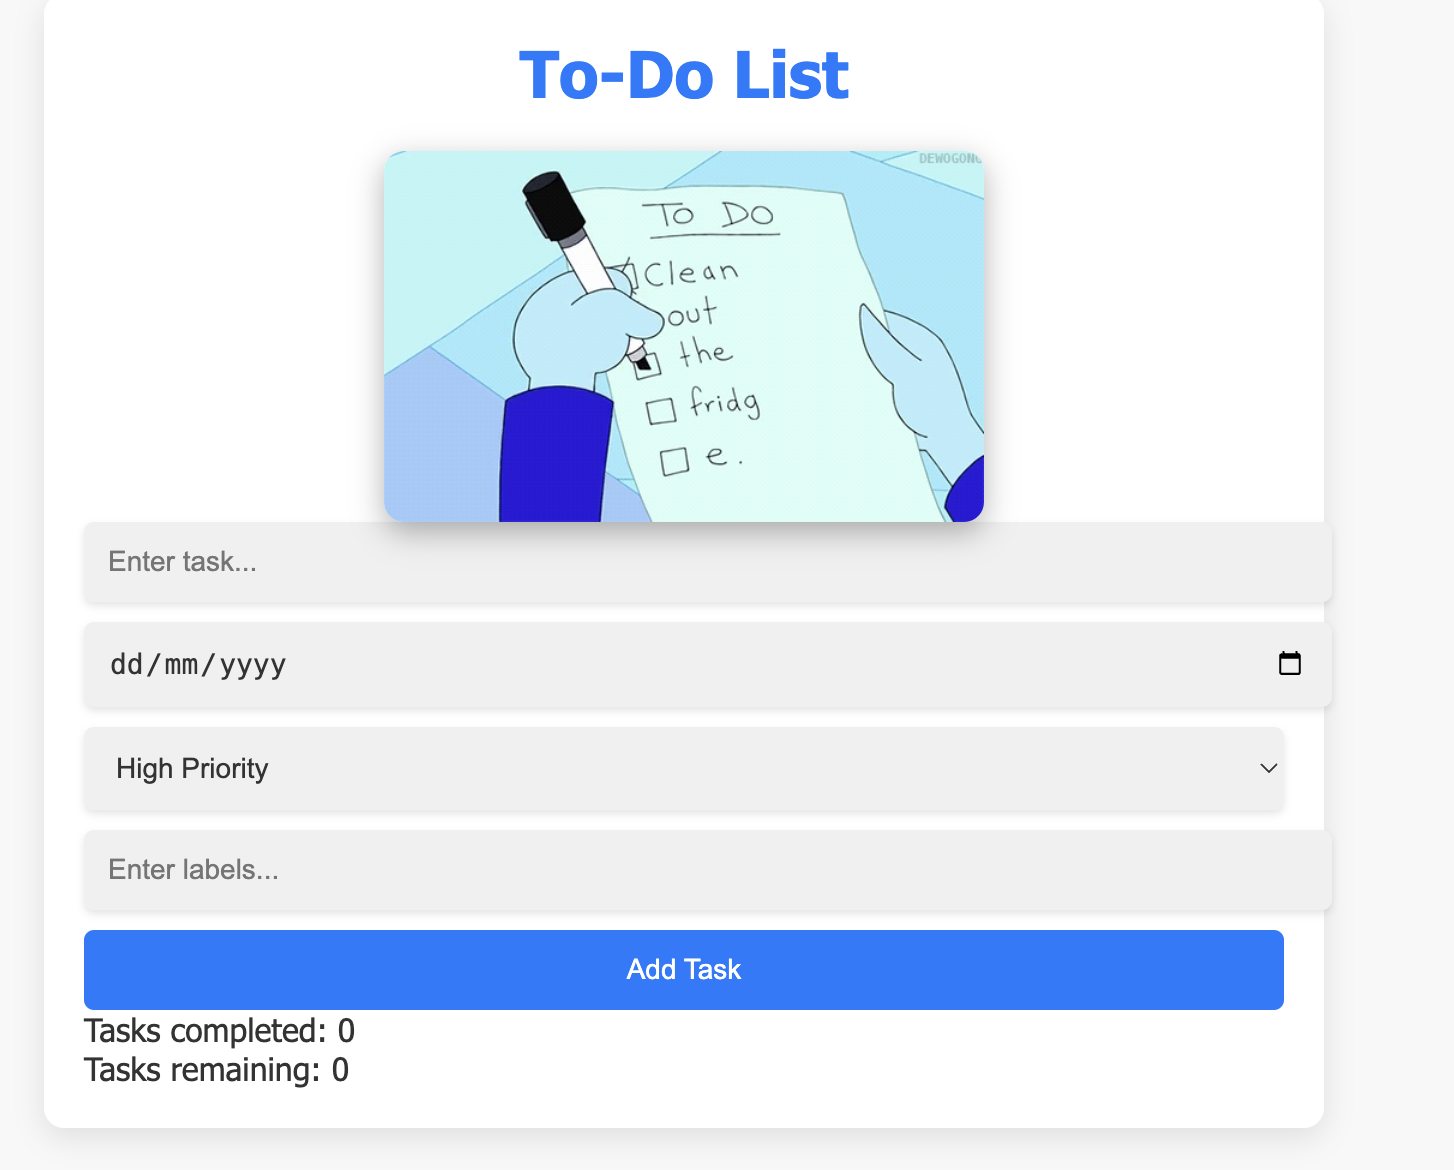 To-Do List
DEWOGONG
TO DO
Clean
out
the
fridg
e.
Enter task...
dd/mm/yyyy
High Priority
Enter labels...
Add Task
Tasks completed: 0
Tasks remaining: 0